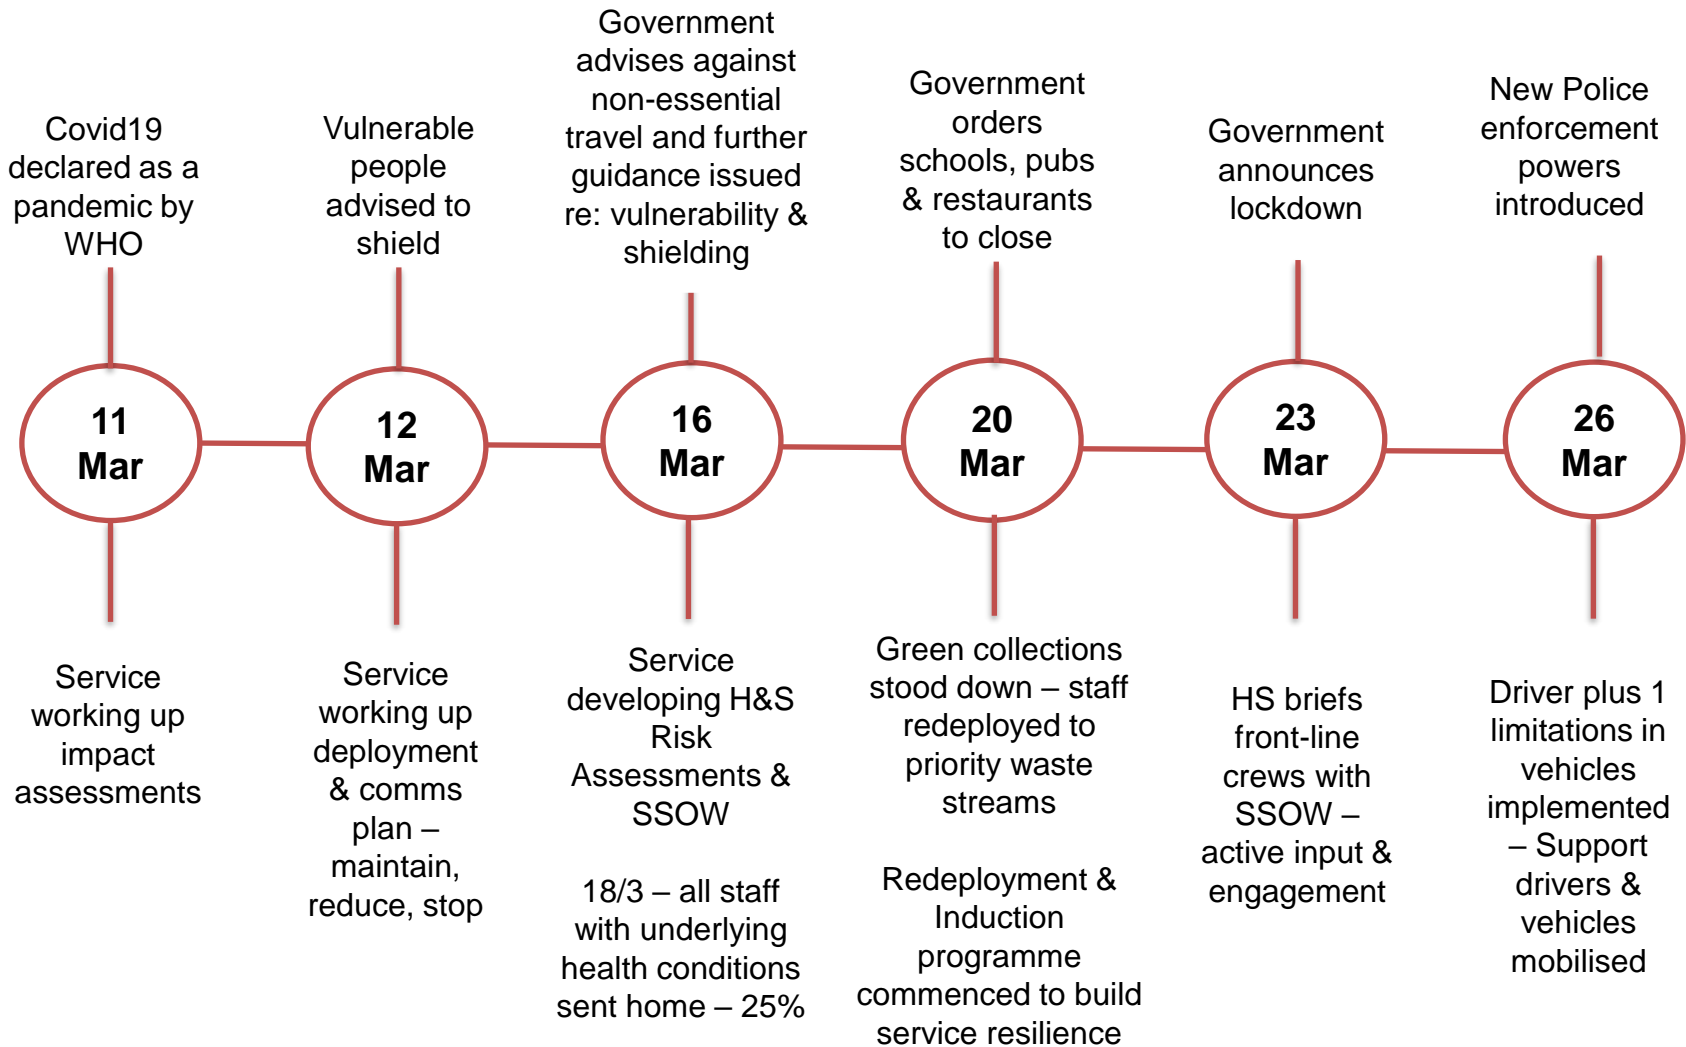 Covid19
declared as a
pandemic by
WHO
Vulnerable
people
advised to
shield
Government
advises against
non-essential
travel and further
guidance issued
re: vulnerability &
shielding
Government
orders
schools, pubs
& restaurants
to close
Government
announces
lockdown
New Police
enforcement
powers
introduced
11
Mar
12
Mar
16
Mar
20
Mar
23
Mar
26
Mar
Service
working up
impact
assessments
Service
working up
deployment
& comms
plan –
maintain,
reduce, stop
Service
developing H&S
Risk
Assessments &
SSOW
18/3 – all staff
with underlying
health conditions
sent home – 25%
Green collections
stood down – staff
redeployed to
priority waste
streams
Redeployment &
Induction
programme
commenced to build
service resilience
HS briefs
front-line
crews with
SSOW –
active input &
engagement
Driver plus 1
limitations in
vehicles
implemented
– Support
drivers &
vehicles
mobilised